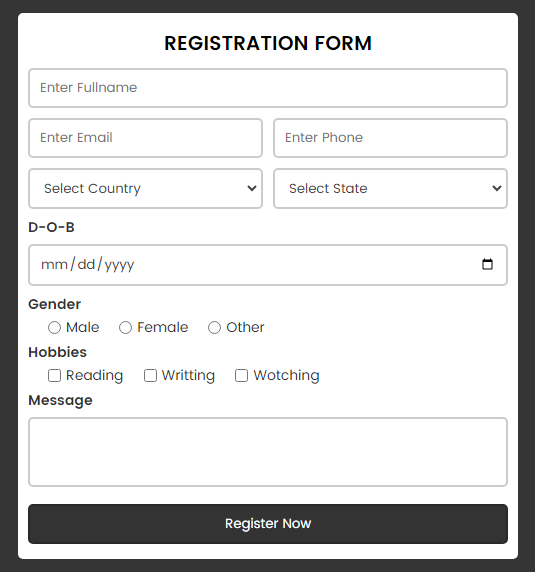 REGISTRATION FORM
Enter Fullname
Enter Email Enter Phone
Select Country Select State
D-O-B
mm/dd/yyyy
Gender
Male Female Other
Hobbies
Reading Writting Wotching
Message
Register Now